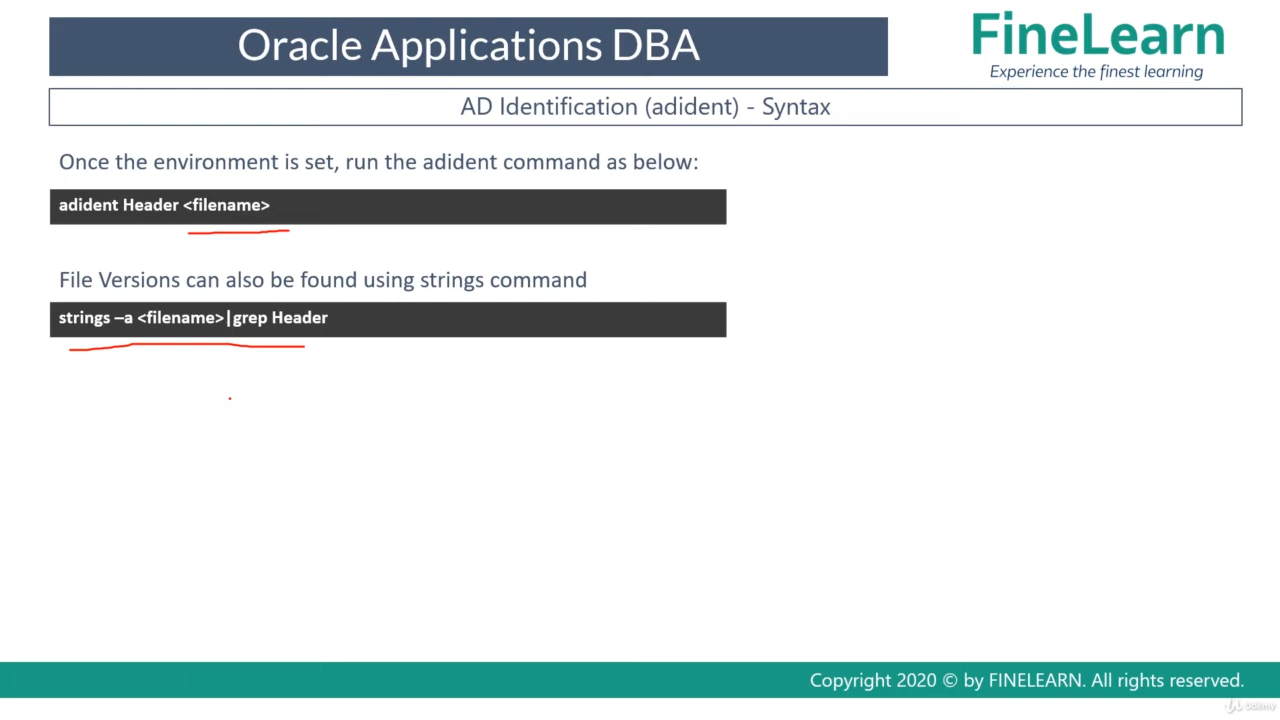 Oracle Applications DBA
FineLearn
Experience the finest learning
AD Identification (adident) - Syntax
Once the environment is set, run the adident command as below:
adident Header <filename>
File Versions can also be found using strings command
strings –a <filename>|grep Header
Copyright 2020 © by FINELEARN. All rights reserved.
Udemy